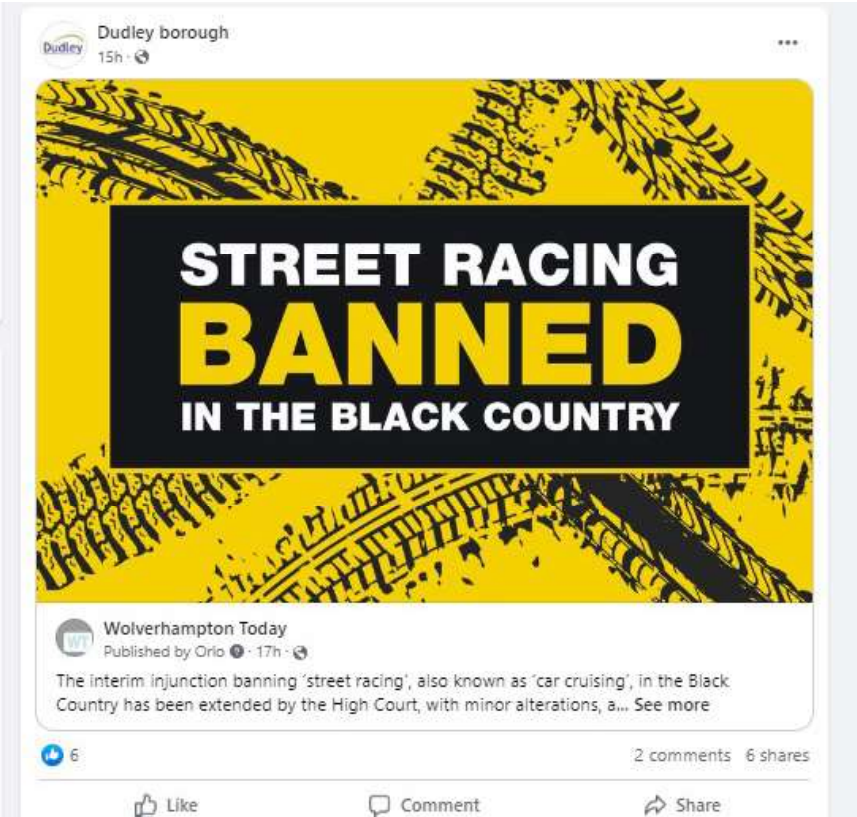 Dudley
Dudley borough
15h
STREET RACING
BANNED
IN THE BLACK COUNTRY
WT
Wolverhampton Today
Published by Orlo · 17h ·
The interim injunction banning 'street racing', also known as 'car cruising', in the Black
Country has been extended by the High Court, with minor alterations, a... See more
6
2 comments 6 shares
Like Comment Share